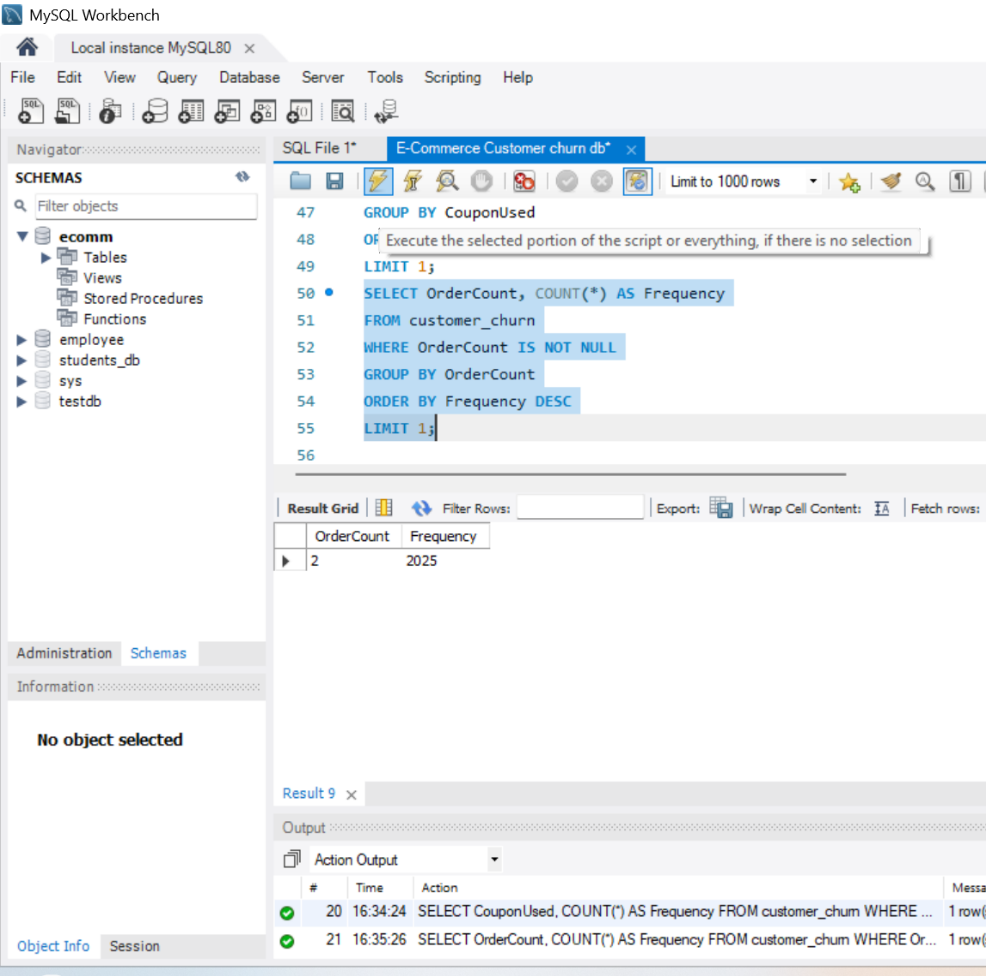 MySQL Workbench
Local instance MySQL80
File Edit View Query Database Server Tools Scripting Help
Navigator
SCHEMAS
Filter objects
ecomm
Tables
Views
Stored Procedures
Functions
employee
students_db
sys
testdb
Administration Schemas
Information
No object selected
Object Info Session
SQL File 1* E-Commerce Customer churn db*
Limit to 1000 rows
47 GROUP BY CouponUsed
48 Execute the selected portion of the script or everything, if there is no selection
49 LIMIT 1;
50 SELECT OrderCount, COUNT(*) AS Frequency
51 FROM customer_churn
52 WHERE OrderCount IS NOT NULL
53 GROUP BY OrderCount
54 ORDER BY Frequency DESC
55 LIMIT 1;
56
Result Grid Filter Rows: Export: Wrap Cell Content: Fetch rows:
OrderCount Frequency
2 2025
Result 9
Output
Action Output
# Time Action Messa
20 16:34:24 SELECT CouponUsed, COUNT(*) AS Frequency FROM customer_churn WHERE ... 1 row(
21 16:35:26 SELECT OrderCount, COUNT(*) AS Frequency FROM customer_churn WHERE Or... 1 row(